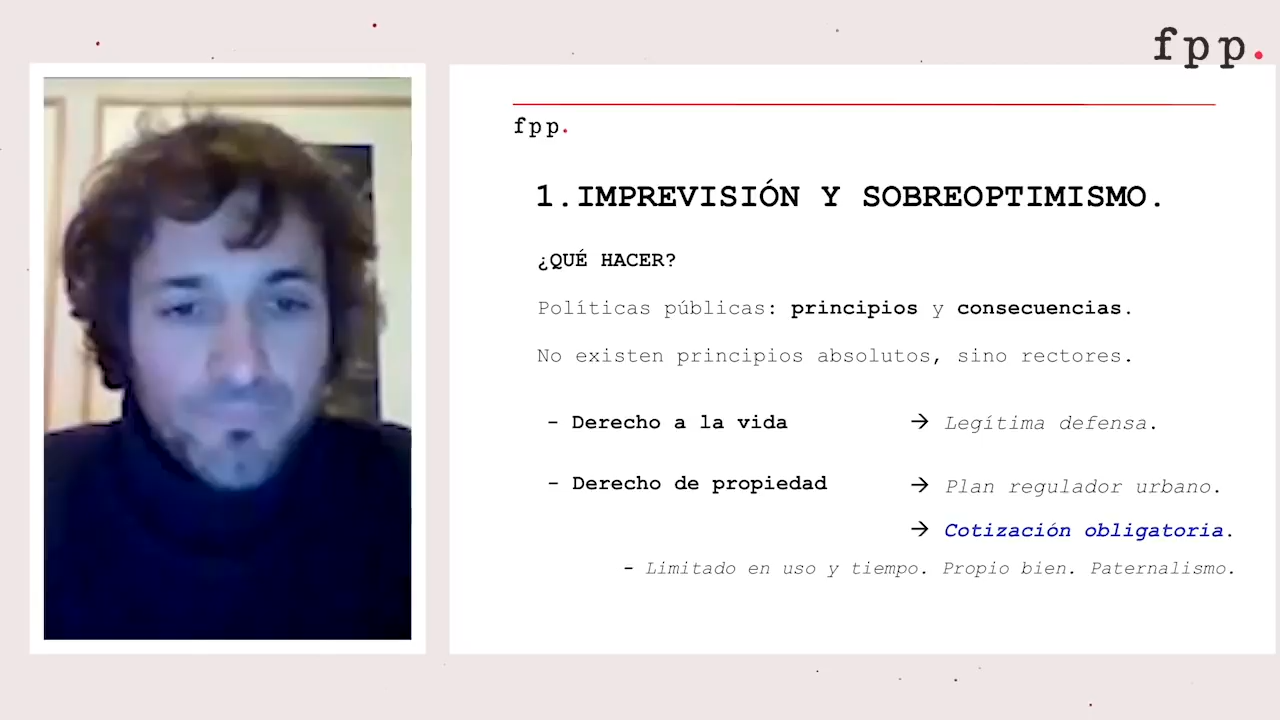 fpp.
fpp.
1.IMPREVISIÓN Y SOBREOPTIMISMO.
¿QUÉ HACER?
Políticas públicas: principios y consecuencias.
No existen principios absolutos, sino rectores.
- Derecho a la vida → Legítima defensa.
- Derecho de propiedad → Plan regulador urbano.
→ Cotización obligatoria.
- Limitado en uso y tiempo. Propio bien. Paternalismo.